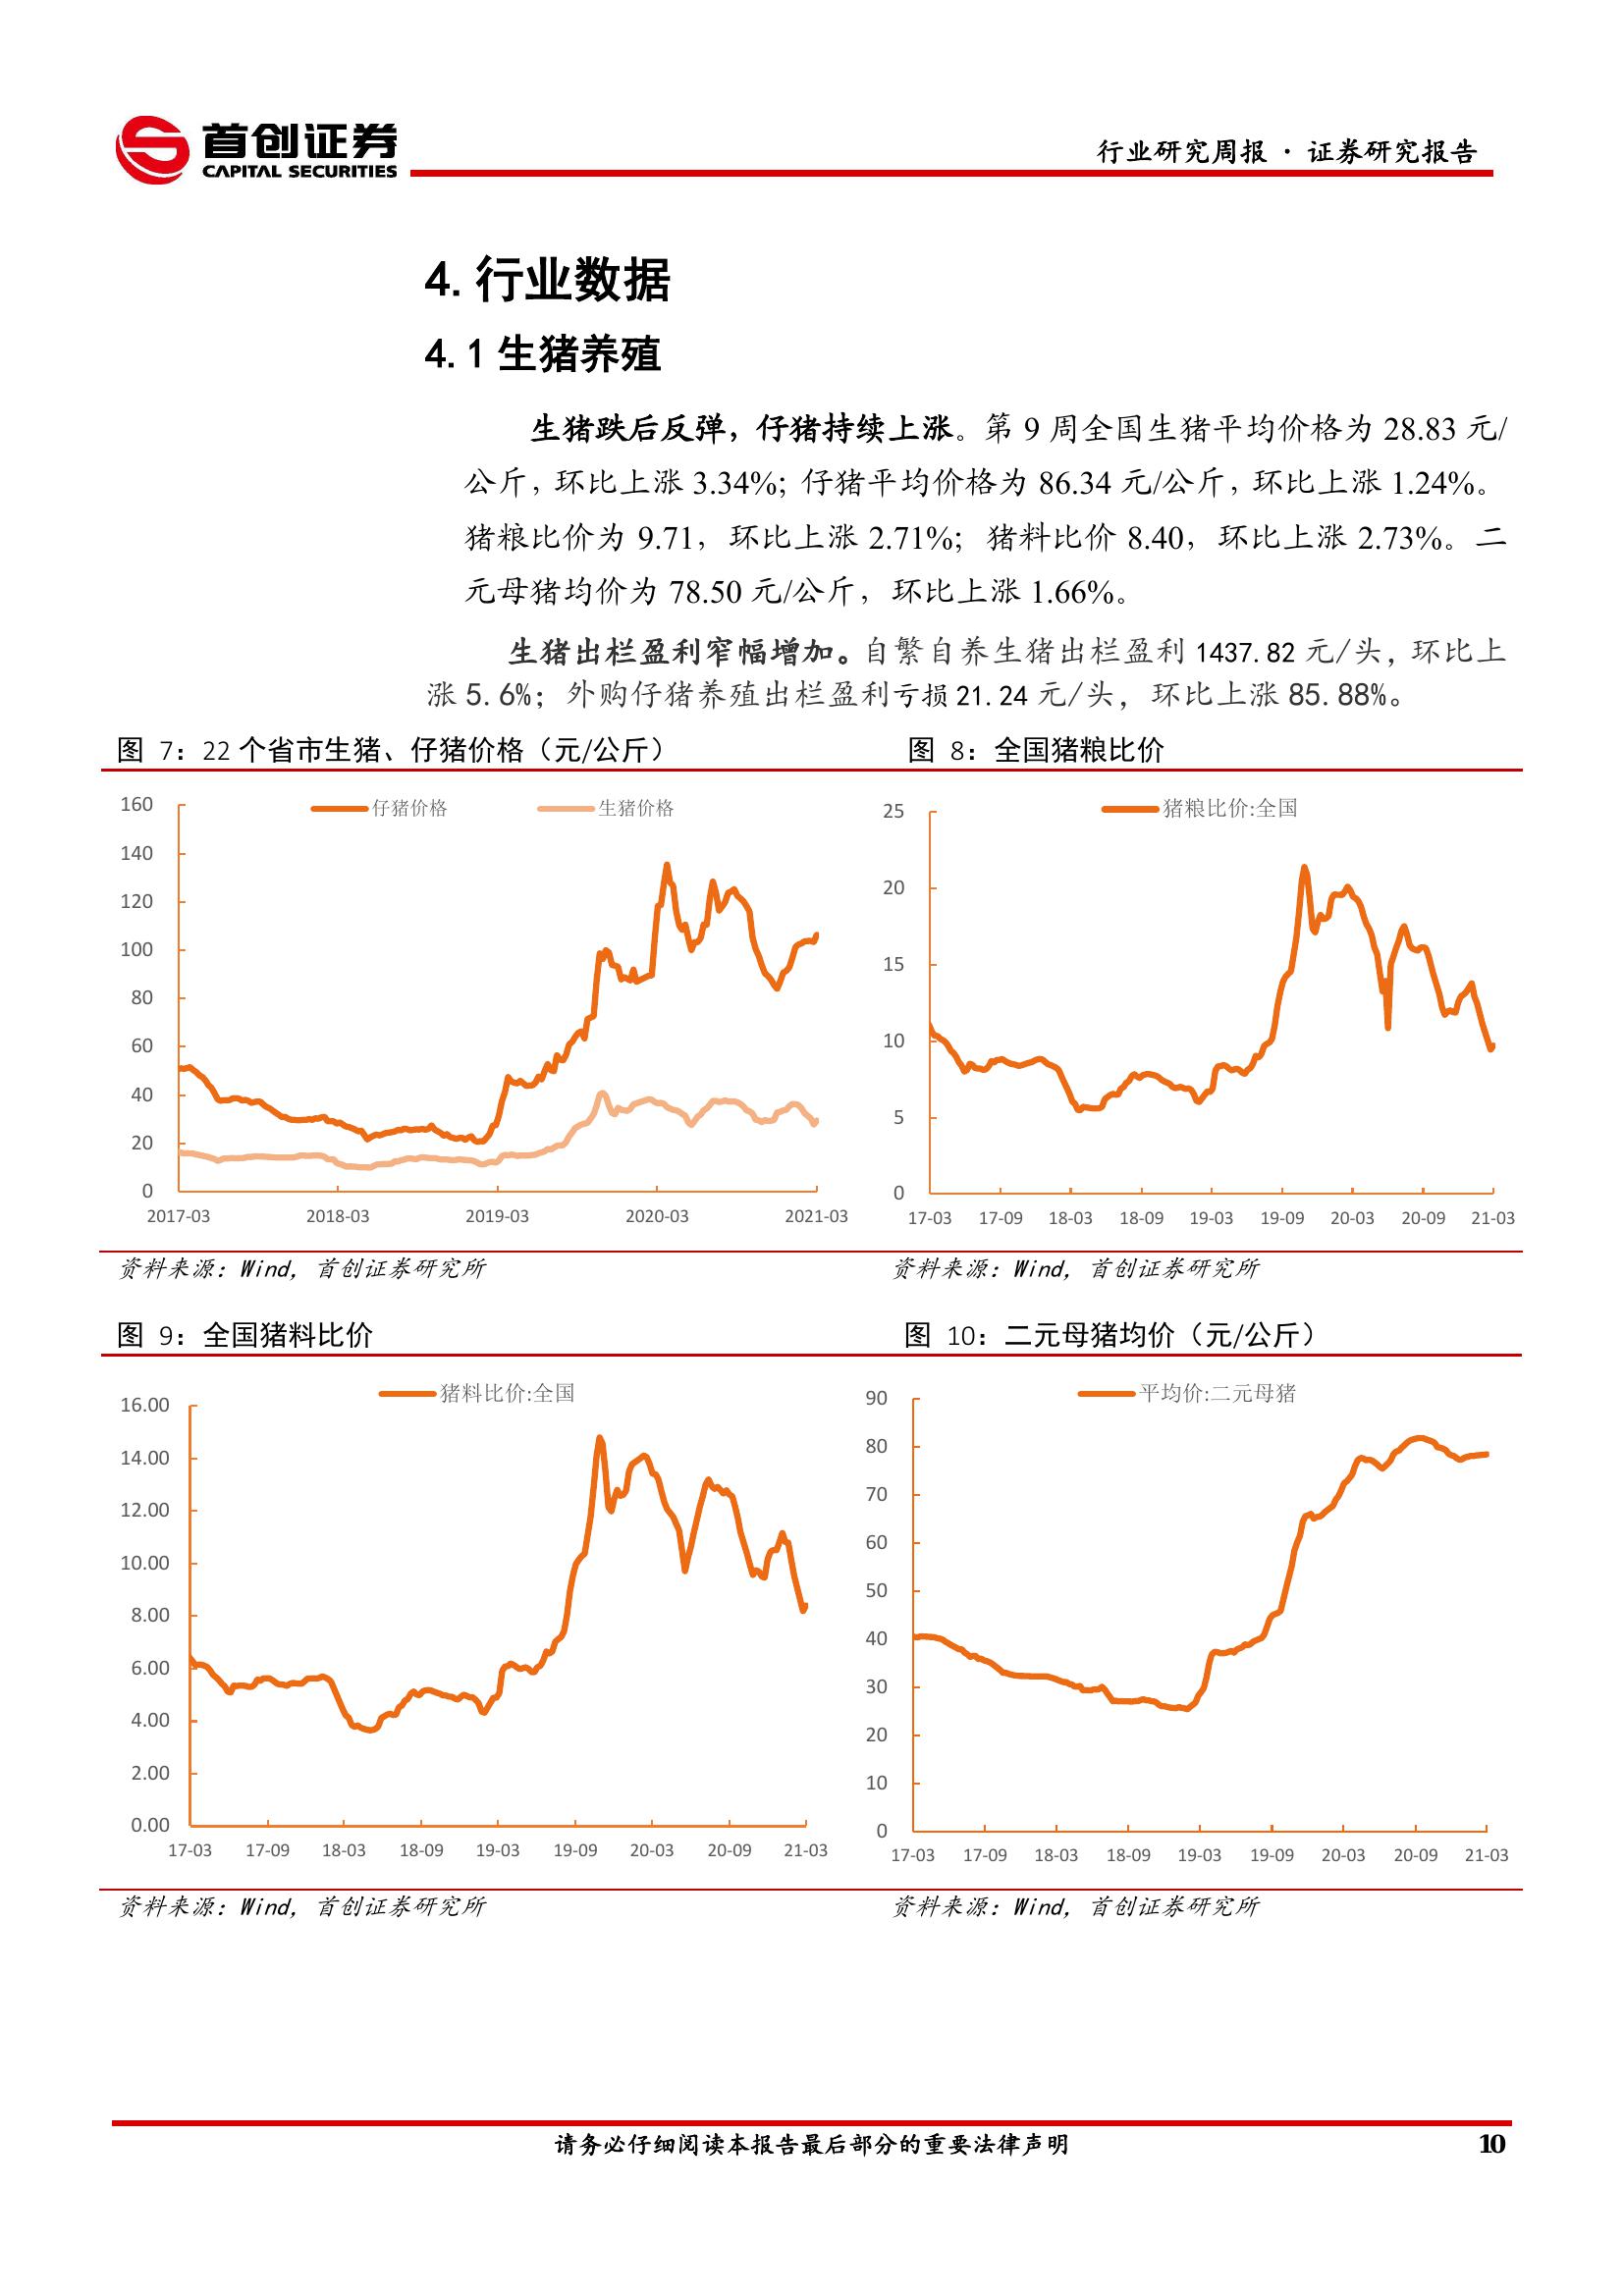 首创证券
CAPITAL SECURITIES
行业研究周报 · 证券研究报告
4. 行业数据
4.1 生猪养殖
生猪跌后反弹，仔猪持续上涨。第 9 周全国生猪平均价格为 28.83 元/
公斤，环比上涨 3.34%；仔猪平均价格为 86.34 元/公斤，环比上涨 1.24%。
猪粮比价为 9.71，环比上涨 2.71%；猪料比价 8.40，环比上涨 2.73%。二
元母猪均价为 78.50 元/公斤，环比上涨 1.66%。
生猪出栏盈利窄幅增加。自繁自养生猪出栏盈利 1437.82 元/头，环比上
涨 5.6%；外购仔猪养殖出栏盈利亏损 21.24 元/头，环比上涨 85.88%。
图 7：22 个省市生猪、仔猪价格（元/公斤）
仔猪价格 生猪价格
160
140
120
100
80
60
40
20
0
2017-03 2018-03 2019-03 2020-03 2021-03
资料来源：Wind，首创证券研究所
图 8：全国猪粮比价
猪粮比价:全国
25
20
15
10
5
0
17-03 17-09 18-03 18-09 19-03 19-09 20-03 20-09 21-03
资料来源：Wind，首创证券研究所
图 9：全国猪料比价
猪料比价:全国
16.00
14.00
12.00
10.00
8.00
6.00
4.00
2.00
0.00
17-03 17-09 18-03 18-09 19-03 19-09 20-03 20-09 21-03
资料来源：Wind，首创证券研究所
图 10：二元母猪均价（元/公斤）
平均价:二元母猪
90
80
70
60
50
40
30
20
10
0
17-03 17-09 18-03 18-09 19-03 19-09 20-03 20-09 21-03
资料来源：Wind，首创证券研究所
请务必仔细阅读本报告最后部分的重要法律声明
10